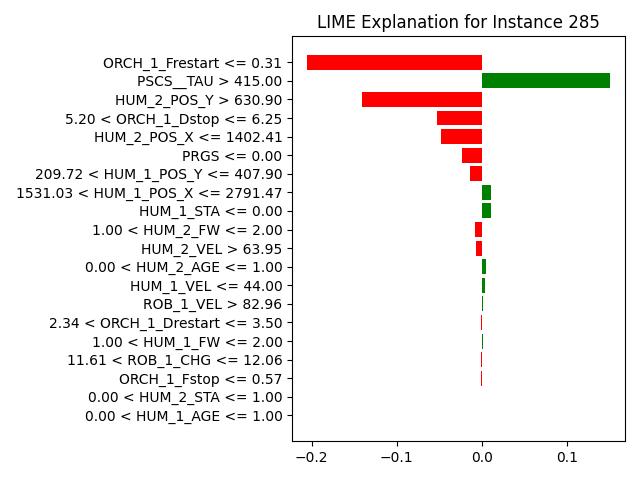 LIME Explanation for Instance 285
ORCH_1_Frestart <= 0.31
PSCS__TAU > 415.00
HUM_2_POS_Y > 630.90
5.20 < ORCH_1_Dstop <= 6.25
HUM_2_POS_X <= 1402.41
PRGS <= 0.00
209.72 < HUM_1_POS_Y <= 407.90
1531.03 < HUM_1_POS_X <= 2791.47
HUM_1_STA <= 0.00
1.00 < HUM_2_FW <= 2.00
HUM_2_VEL > 63.95
0.00 < HUM_2_AGE <= 1.00
HUM_1_VEL <= 44.00
ROB_1_VEL > 82.96
2.34 < ORCH_1_Drestart <= 3.50
1.00 < HUM_1_FW <= 2.00
11.61 < ROB_1_CHG <= 12.06
ORCH_1_Fstop <= 0.57
0.00 < HUM_2_STA <= 1.00
0.00 < HUM_1_AGE <= 1.00
−0.2 −0.1 0.0 0.1